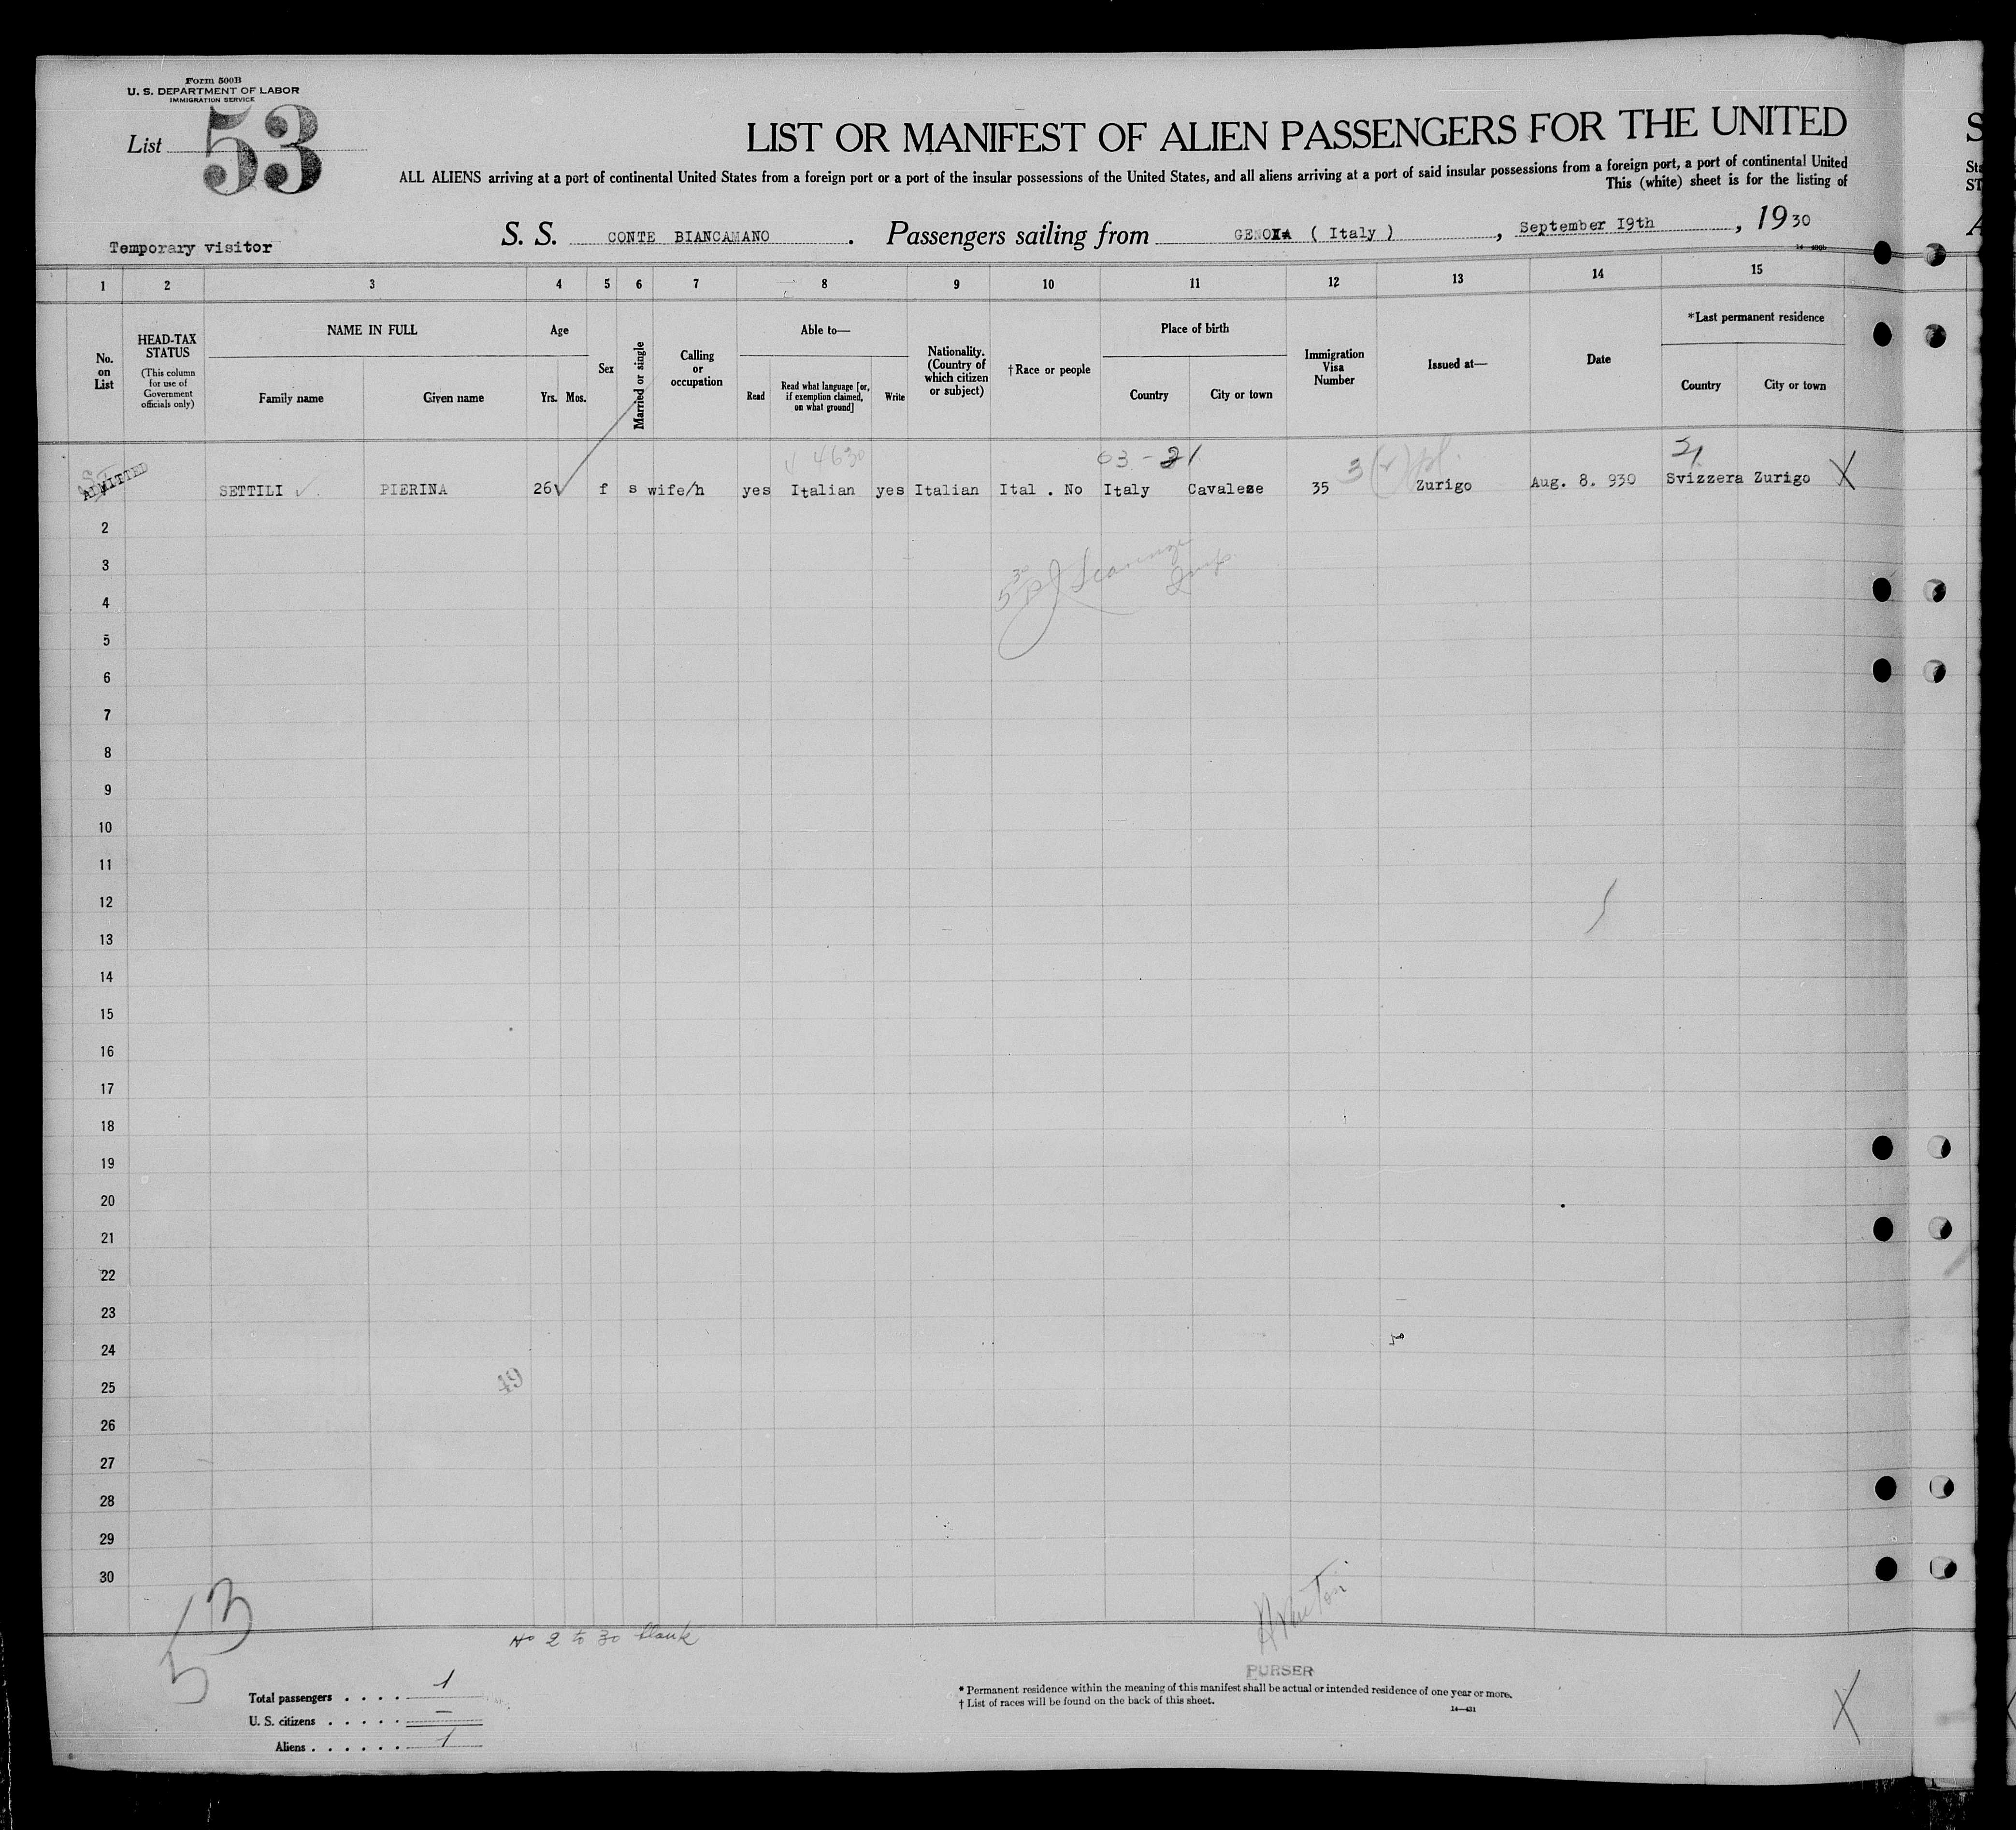 Form 500B
U. S. DEPARTMENT OF LABOR
IMMIGRATION SERVICE
List 53
LIST OR MANIFEST OF ALIEN PASSENGERS FOR THE UNITED
ALL ALIENS arriving at a port of continental United States from a foreign port or a port of the insular possessions of the United States, and all aliens arriving at a port of said insular possessions from a foreign port, a port of continental United
This (white) sheet is for the listing of
Temporary visitor
S. S. CONTE BIANCAMANO . Passengers sailing from GENOVA ( Italy ) , September I9th , 1930
1 2 3 4 5 6 7 8 9 10 11 12 13 14 15
No. on List
HEAD-TAX STATUS
(This column for use of Government officials only)
NAME IN FULL
Family name
Given name
Age
Yrs. Mos.
Sex
Married or single
Calling or occupation
Able to—
Read
Read what language [or, if exemption claimed, on what ground]
Write
Nationality. (Country of which citizen or subject)
†Race or people
Place of birth
Country
City or town
Immigration Visa Number
Issued at—
Date
*Last permanent residence
Country
City or town
4630
03 - 21
ADMITTED
SETTILI PIERINA 26 f s wife/h yes Italian yes Italian Ital . No Italy Cavalese 35 Zurigo Aug. 8. 930 Svizzera Zurigo X
2
3
4
5
6
7
8
9
10
11
12
13
14
15
16
17
18
19
20
21
22
23
24
49
25
26
27
28
29
30
53
No 2 to 30 blank
PURSER
Total passengers . . . . 1
U. S. citizens . . . . . —
Aliens . . . . . . 1
* Permanent residence within the meaning of this manifest shall be actual or intended residence of one year or more.
† List of races will be found on the back of this sheet.
14—431
X